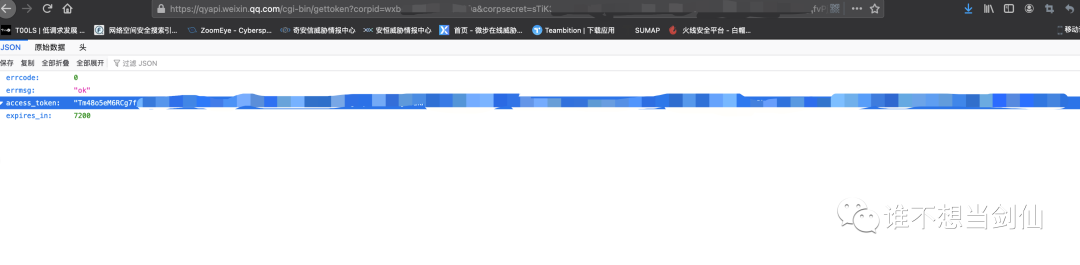 https://qyapi.weixin.qq.com/cgi-bin/gettoken?corpid=wxb a&corpsecret=sTlK
TOOLS | 低调求发展 ... 网络空间安全搜索引... ZoomEye - Cybersp... 奇安信威胁情报中心 安恒威胁情报中心 首页 - 微步在线威胁... Teambition | 下载应用 SUMAP 火线安全平台 - 白帽... 移动设
JSON 原始数据 头
保存 复制 全部折叠 全部展开 过滤 JSON
errcode: 0
errmsg: "ok"
access_token: "Tm48o5eM6RCg7f
expires_in: 7200
谁不想当剑仙